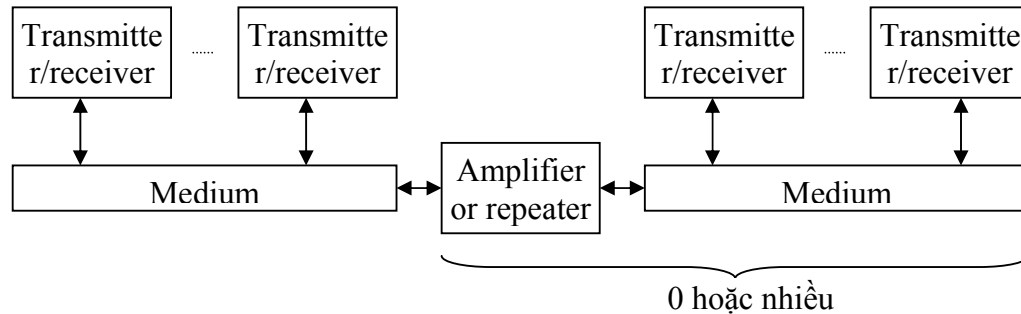 Transmitte
r/receiver
......
Transmitte
r/receiver
Transmitte
r/receiver
......
Transmitte
r/receiver
Medium
Amplifier
or repeater
Medium
0 hoặc nhiều